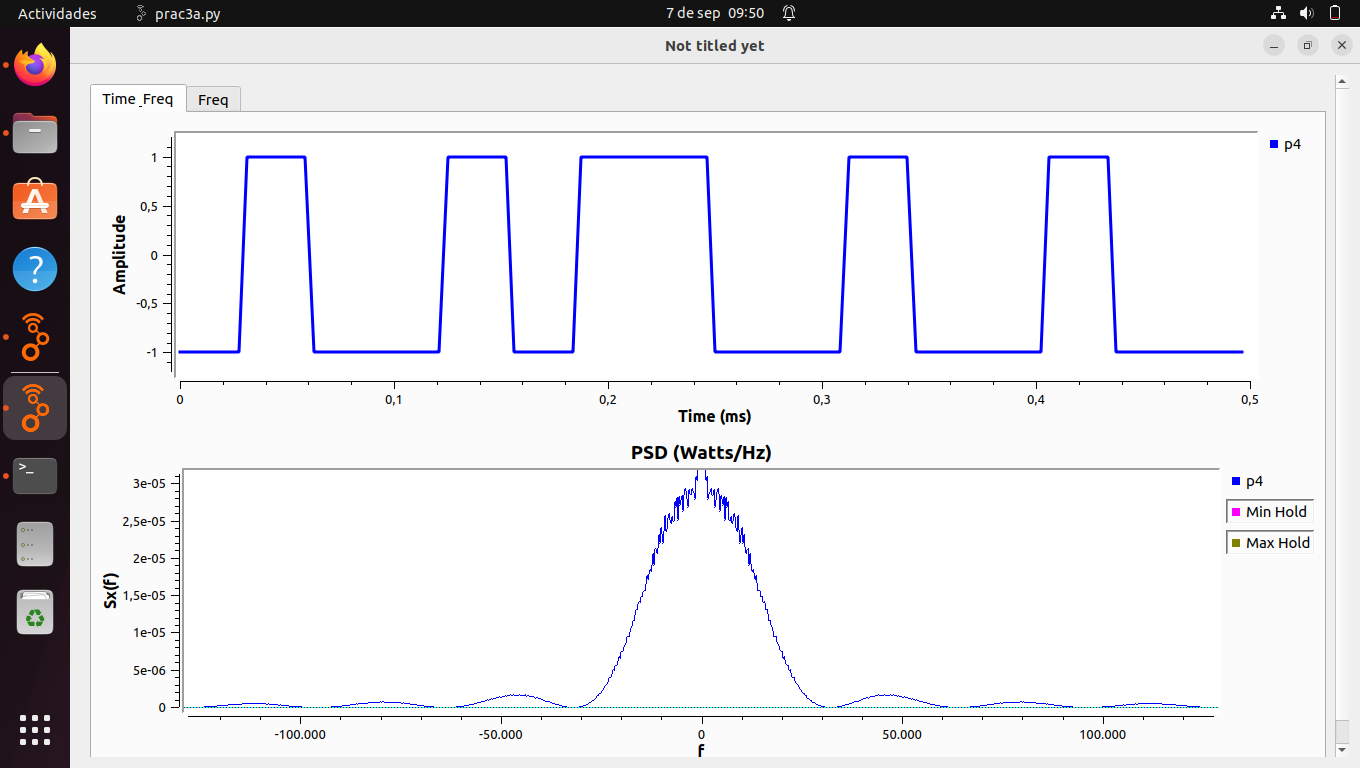 Actividades prac3a.py 7 de sep 09:50
Not titled yet
Time_Freq Freq
p4
1
0,5
0
-0,5
-1
Amplitude
0 0,1 0,2 0,3 0,4 0,5
Time (ms)
PSD (Watts/Hz)
p4
Min Hold
Max Hold
3e-05
2,5e-05
2e-05
1,5e-05
1e-05
5e-06
0
Sx(f)
-100.000 -50.000 0 50.000 100.000
f